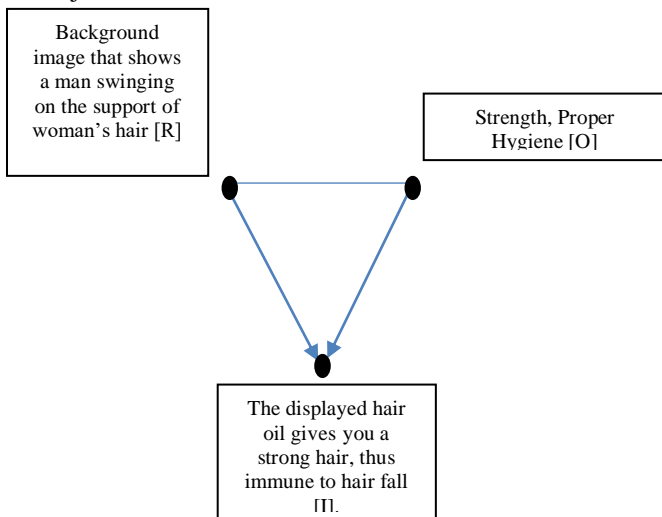 Background
image that shows
a man swinging
on the support of
woman's hair [R]
Strength, Proper
Hygiene [O]
The displayed hair
oil gives you a
strong hair, thus
immune to hair fall
[I].